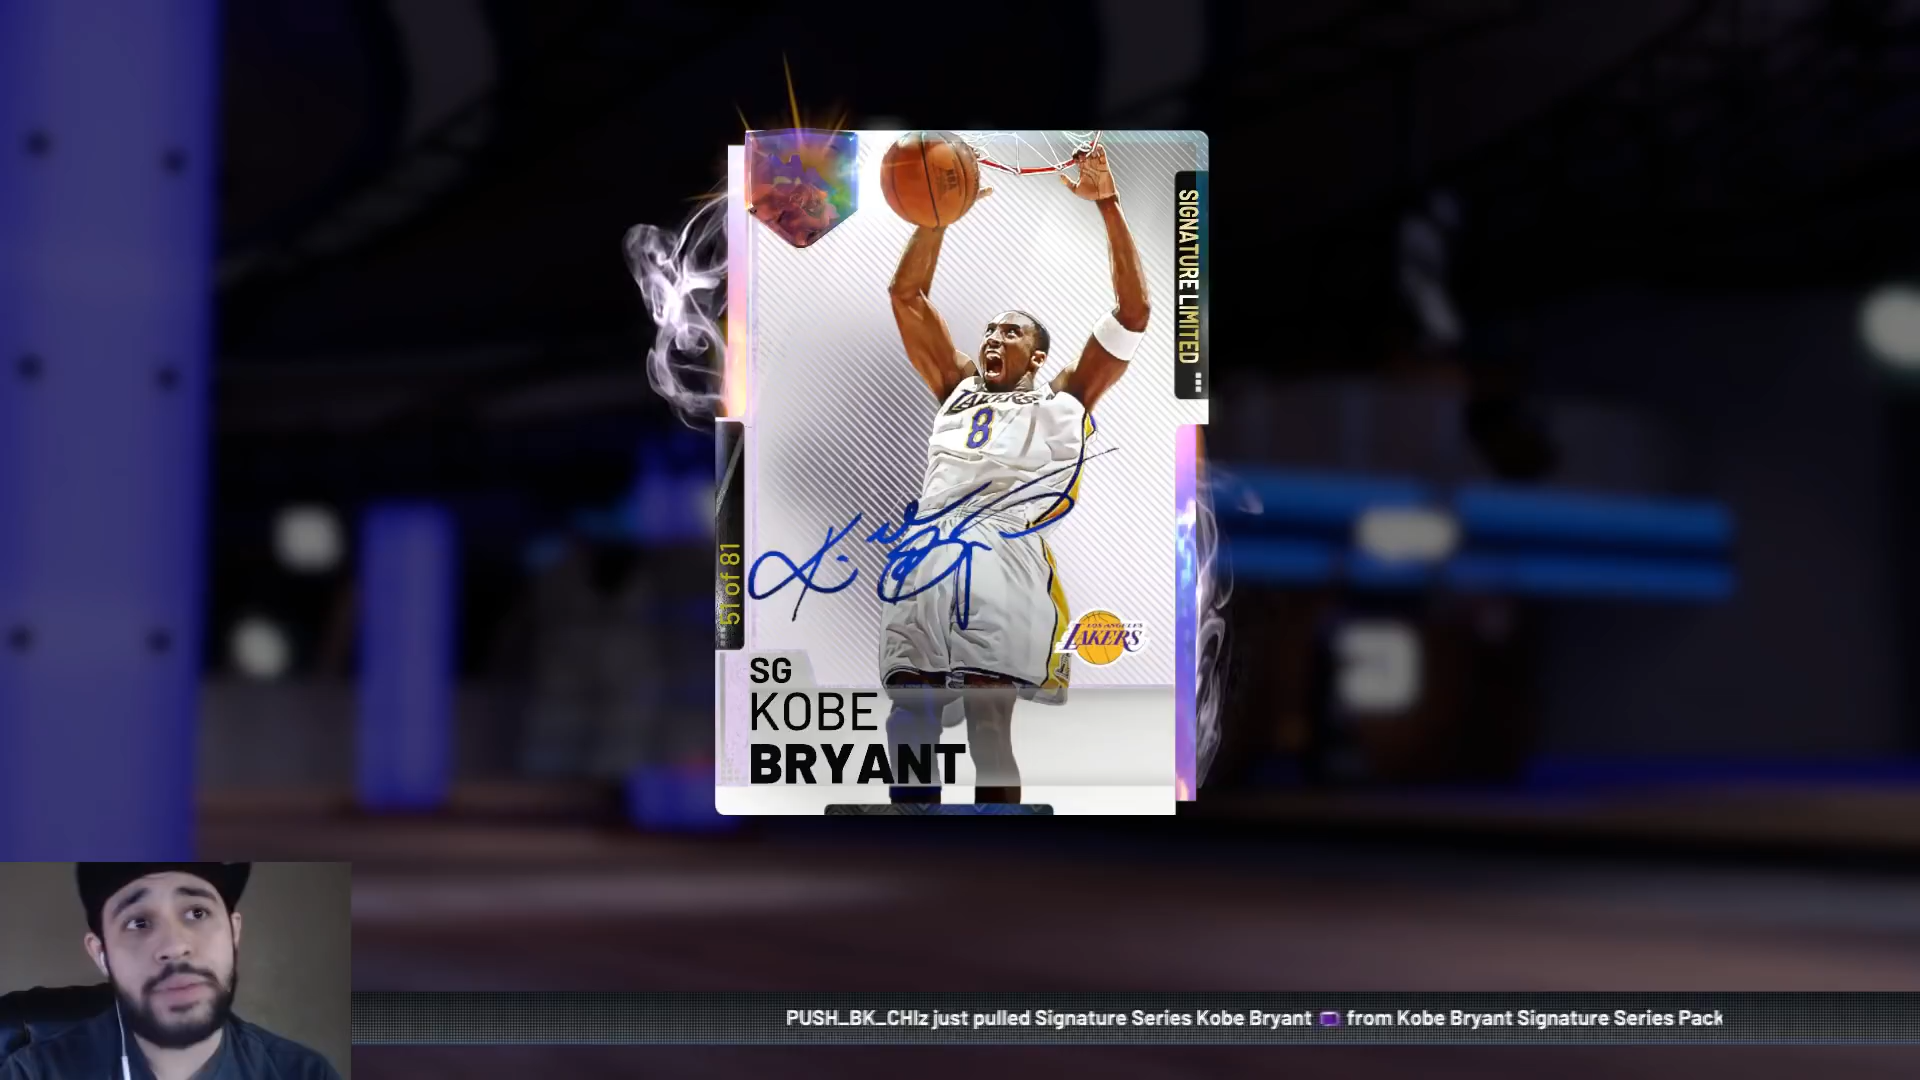 SIGNATURE LIMITED
NBA
LAKERS
8
51 of 81
LOS ANGELES
LAKERS
SG
KOBE
BRYANT
PUSH_BK_CHIz just pulled Signature Series Kobe Bryant from Kobe Bryant Signature Series Pack